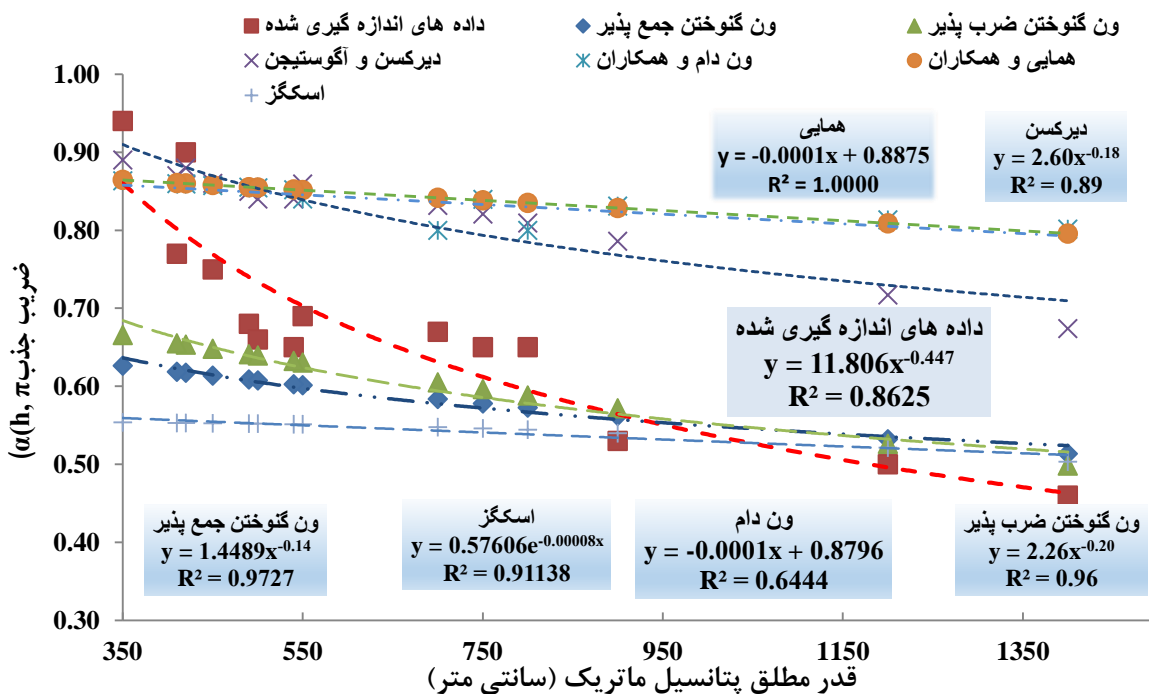 داده های اندازه گیری شده
ون گنوختن جمع پذیر
ون گنوختن ضرب پذیر
دیرکسن و آگوستیجن
ون دام و همکاران
همایی و همکاران
اسکگز
1.00
0.90
0.80
0.70
0.60
0.50
0.40
0.30
ضریب جذب α(h, π)
همایی
y = -0.0001x + 0.8875
R² = 1.0000
دیرکسن
y = 2.60x^-0.18
R² = 0.89
داده های اندازه گیری شده
y = 11.806x^-0.447
R² = 0.8625
ون گنوختن جمع پذیر
y = 1.4489x^-0.14
R² = 0.9727
اسکگز
y = 0.57606e^-0.00008x
R² = 0.91138
ون دام
y = -0.0001x + 0.8796
R² = 0.6444
ون گنوختن ضرب پذیر
y = 2.26x^-0.20
R² = 0.96
350 550 750 950 1150 1350
قدر مطلق پتانسیل ماتریک (سانتی متر)